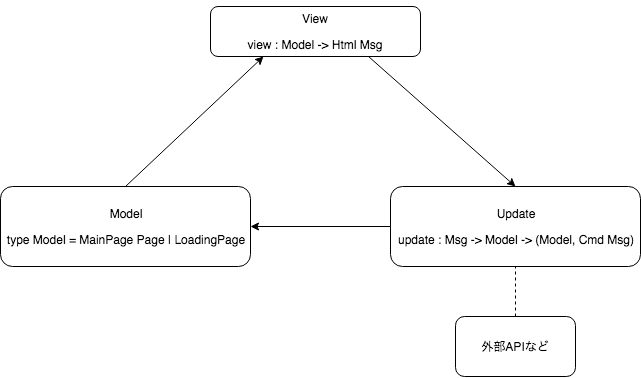 View
view : Model -> Html Msg
Model
type Model = MainPage Page | LoadingPage
Update
update : Msg -> Model -> (Model, Cmd Msg)
外部APIなど